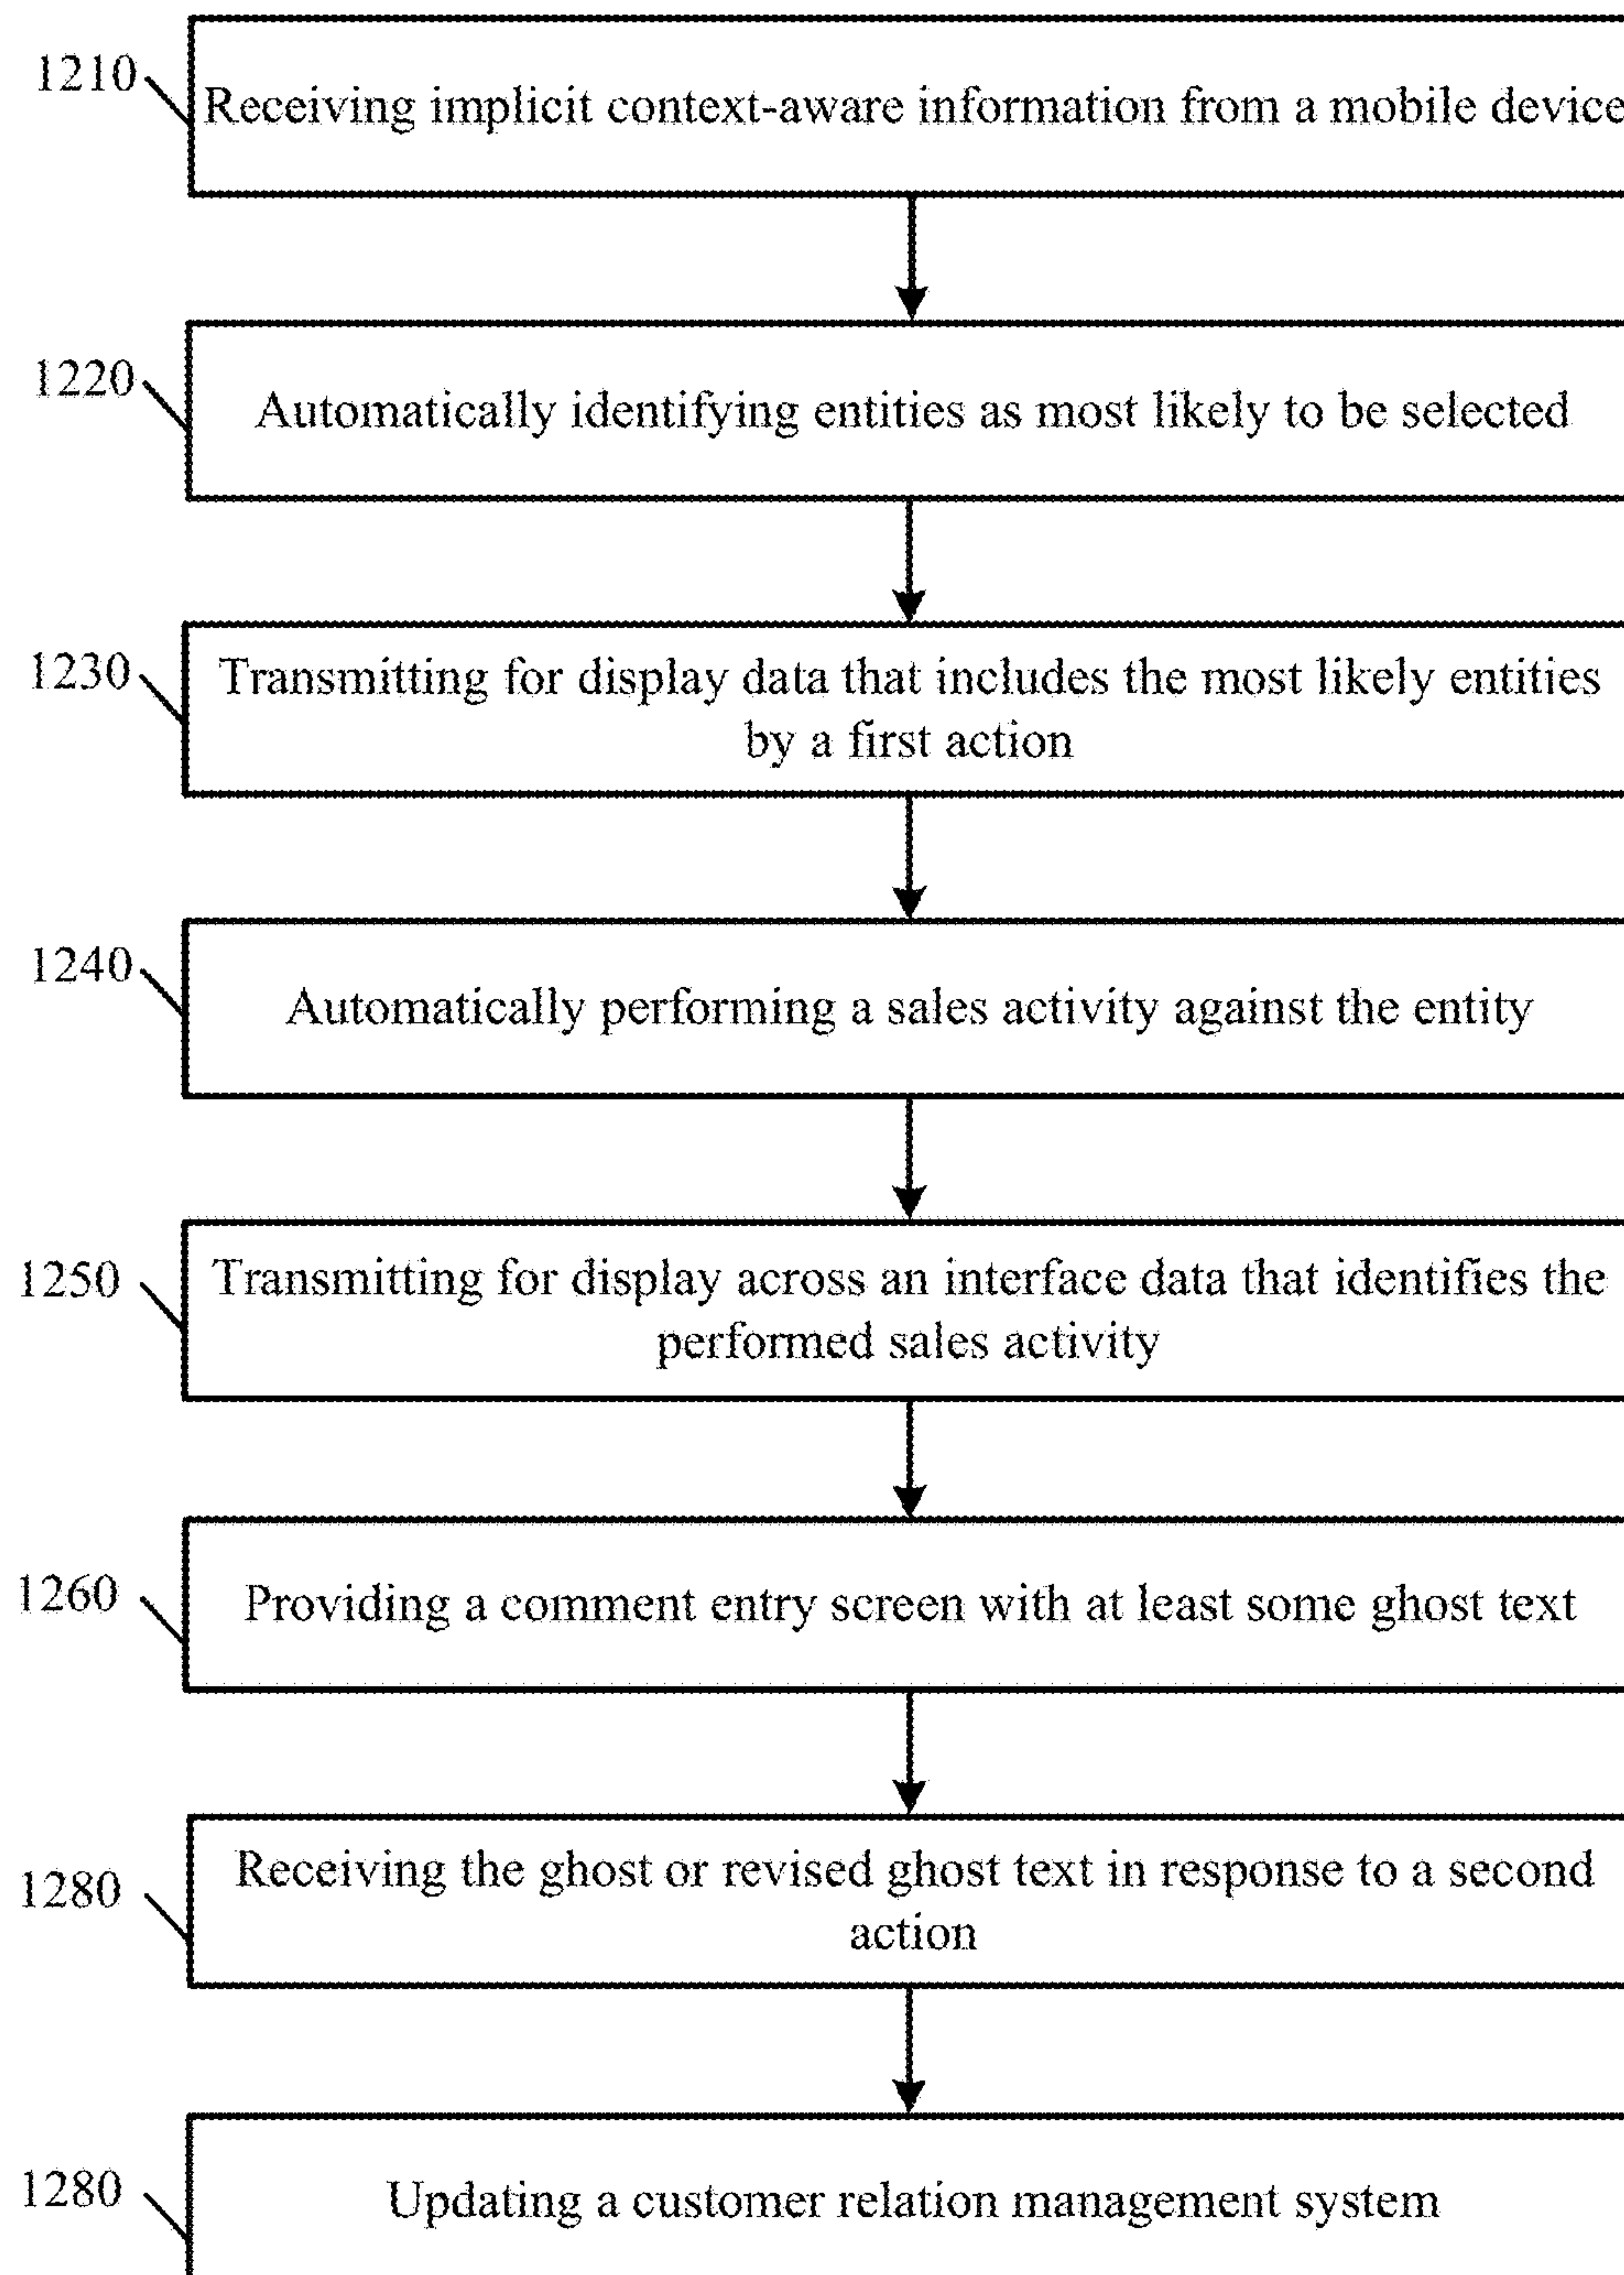 1210
Receiving implicit context-aware information from a mobile device
1220
Automatically identifying entities as most likely to be selected
1230
Transmitting for display data that includes the most likely entities
by a first action
1240
Automatically performing a sales activity against the entity
1250
Transmitting for display across an interface data that identifies the
performed sales activity
1260
Providing a comment entry screen with at least some ghost text
1280
Receiving the ghost or revised ghost text in response to a second
action
1280
Updating a customer relation management system